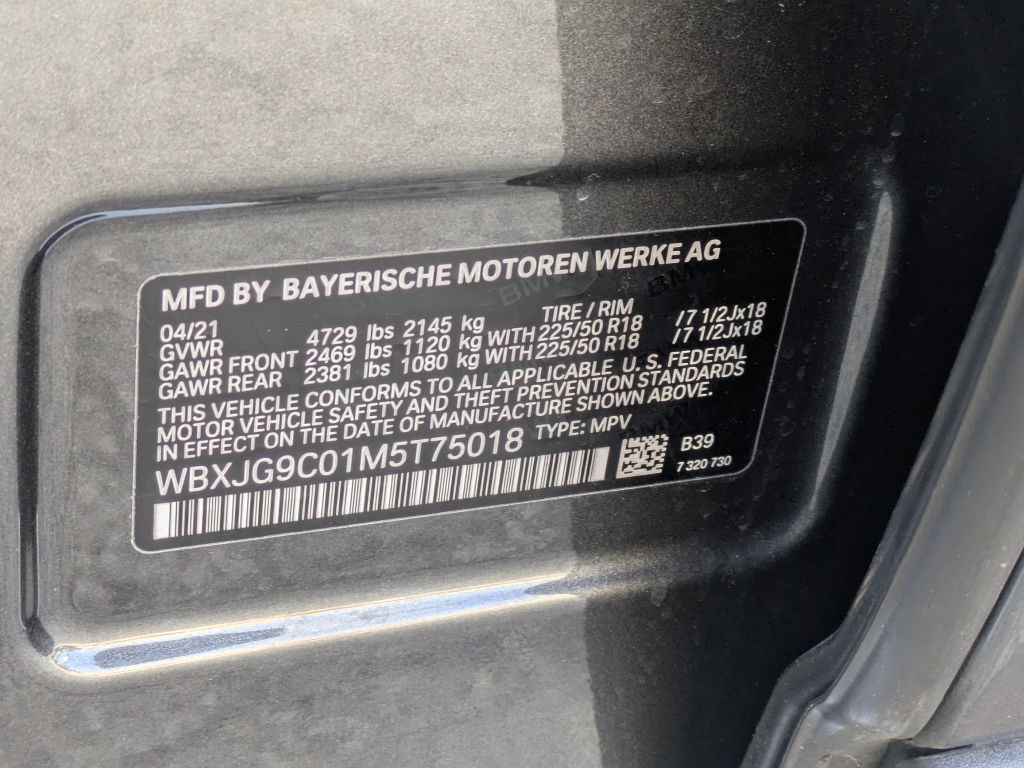 MFD BY BAYERISCHE MOTOREN WERKE AG
04/21 TIRE / RIM
GVWR 4729 lbs 2145 kg
GAWR FRONT 2469 lbs 1120 kg WITH 225/50 R18 /7 1/2Jx18
GAWR REAR 2381 lbs 1080 kg WITH 225/50 R18 /7 1/2Jx18
THIS VEHICLE CONFORMS TO ALL APPLICABLE U. S. FEDERAL
MOTOR VEHICLE SAFETY AND THEFT PREVENTION STANDARDS
IN EFFECT ON THE DATE OF MANUFACTURE SHOWN ABOVE.
WBXJG9C01M5T75018 TYPE: MPV
B39
7 320 730